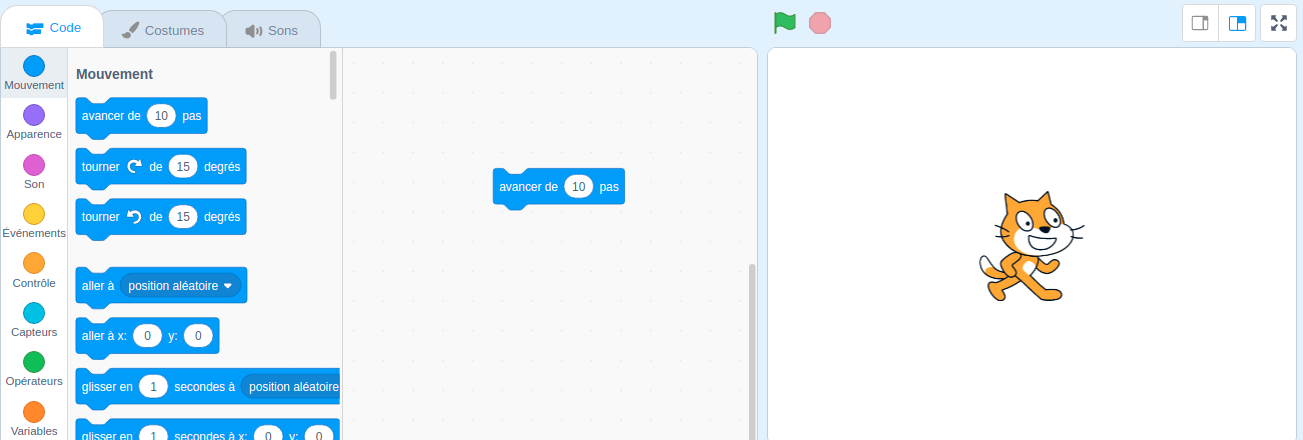 Code
Costumes
Sons
Mouvement
Apparence
Son
Événements
Contrôle
Capteurs
Opérateurs
Variables
Mouvement
avancer de 10 pas
tourner de 15 degrés
tourner de 15 degrés
aller à position aléatoire
aller à x: 0 y: 0
glisser en 1 secondes à position aléatoire
glisser en 1 secondes à x: 0 y: 0
avancer de 10 pas